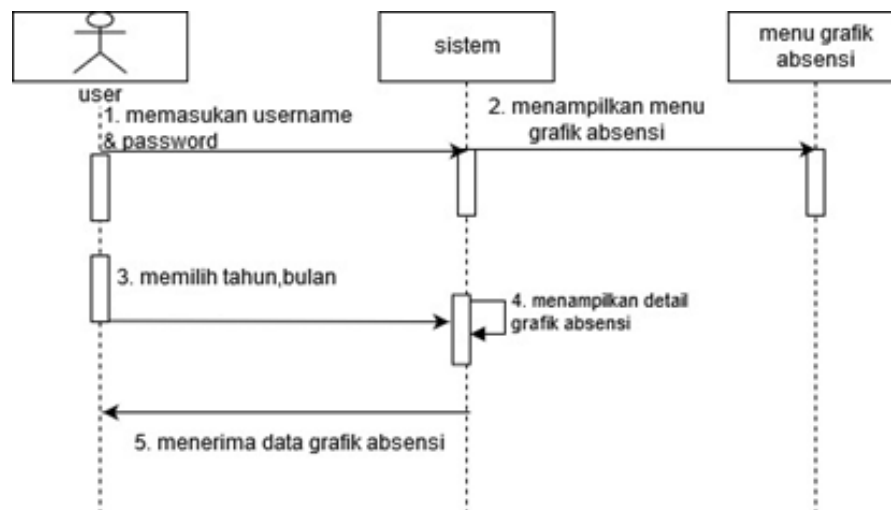 user
sistem
menu grafik
absensi
1. memasukan username
& password
2. menampilkan menu
grafik absensi
3. memilih tahun,bulan
4. menampilkan detail
grafik absensi
5. menerima data grafik absensi